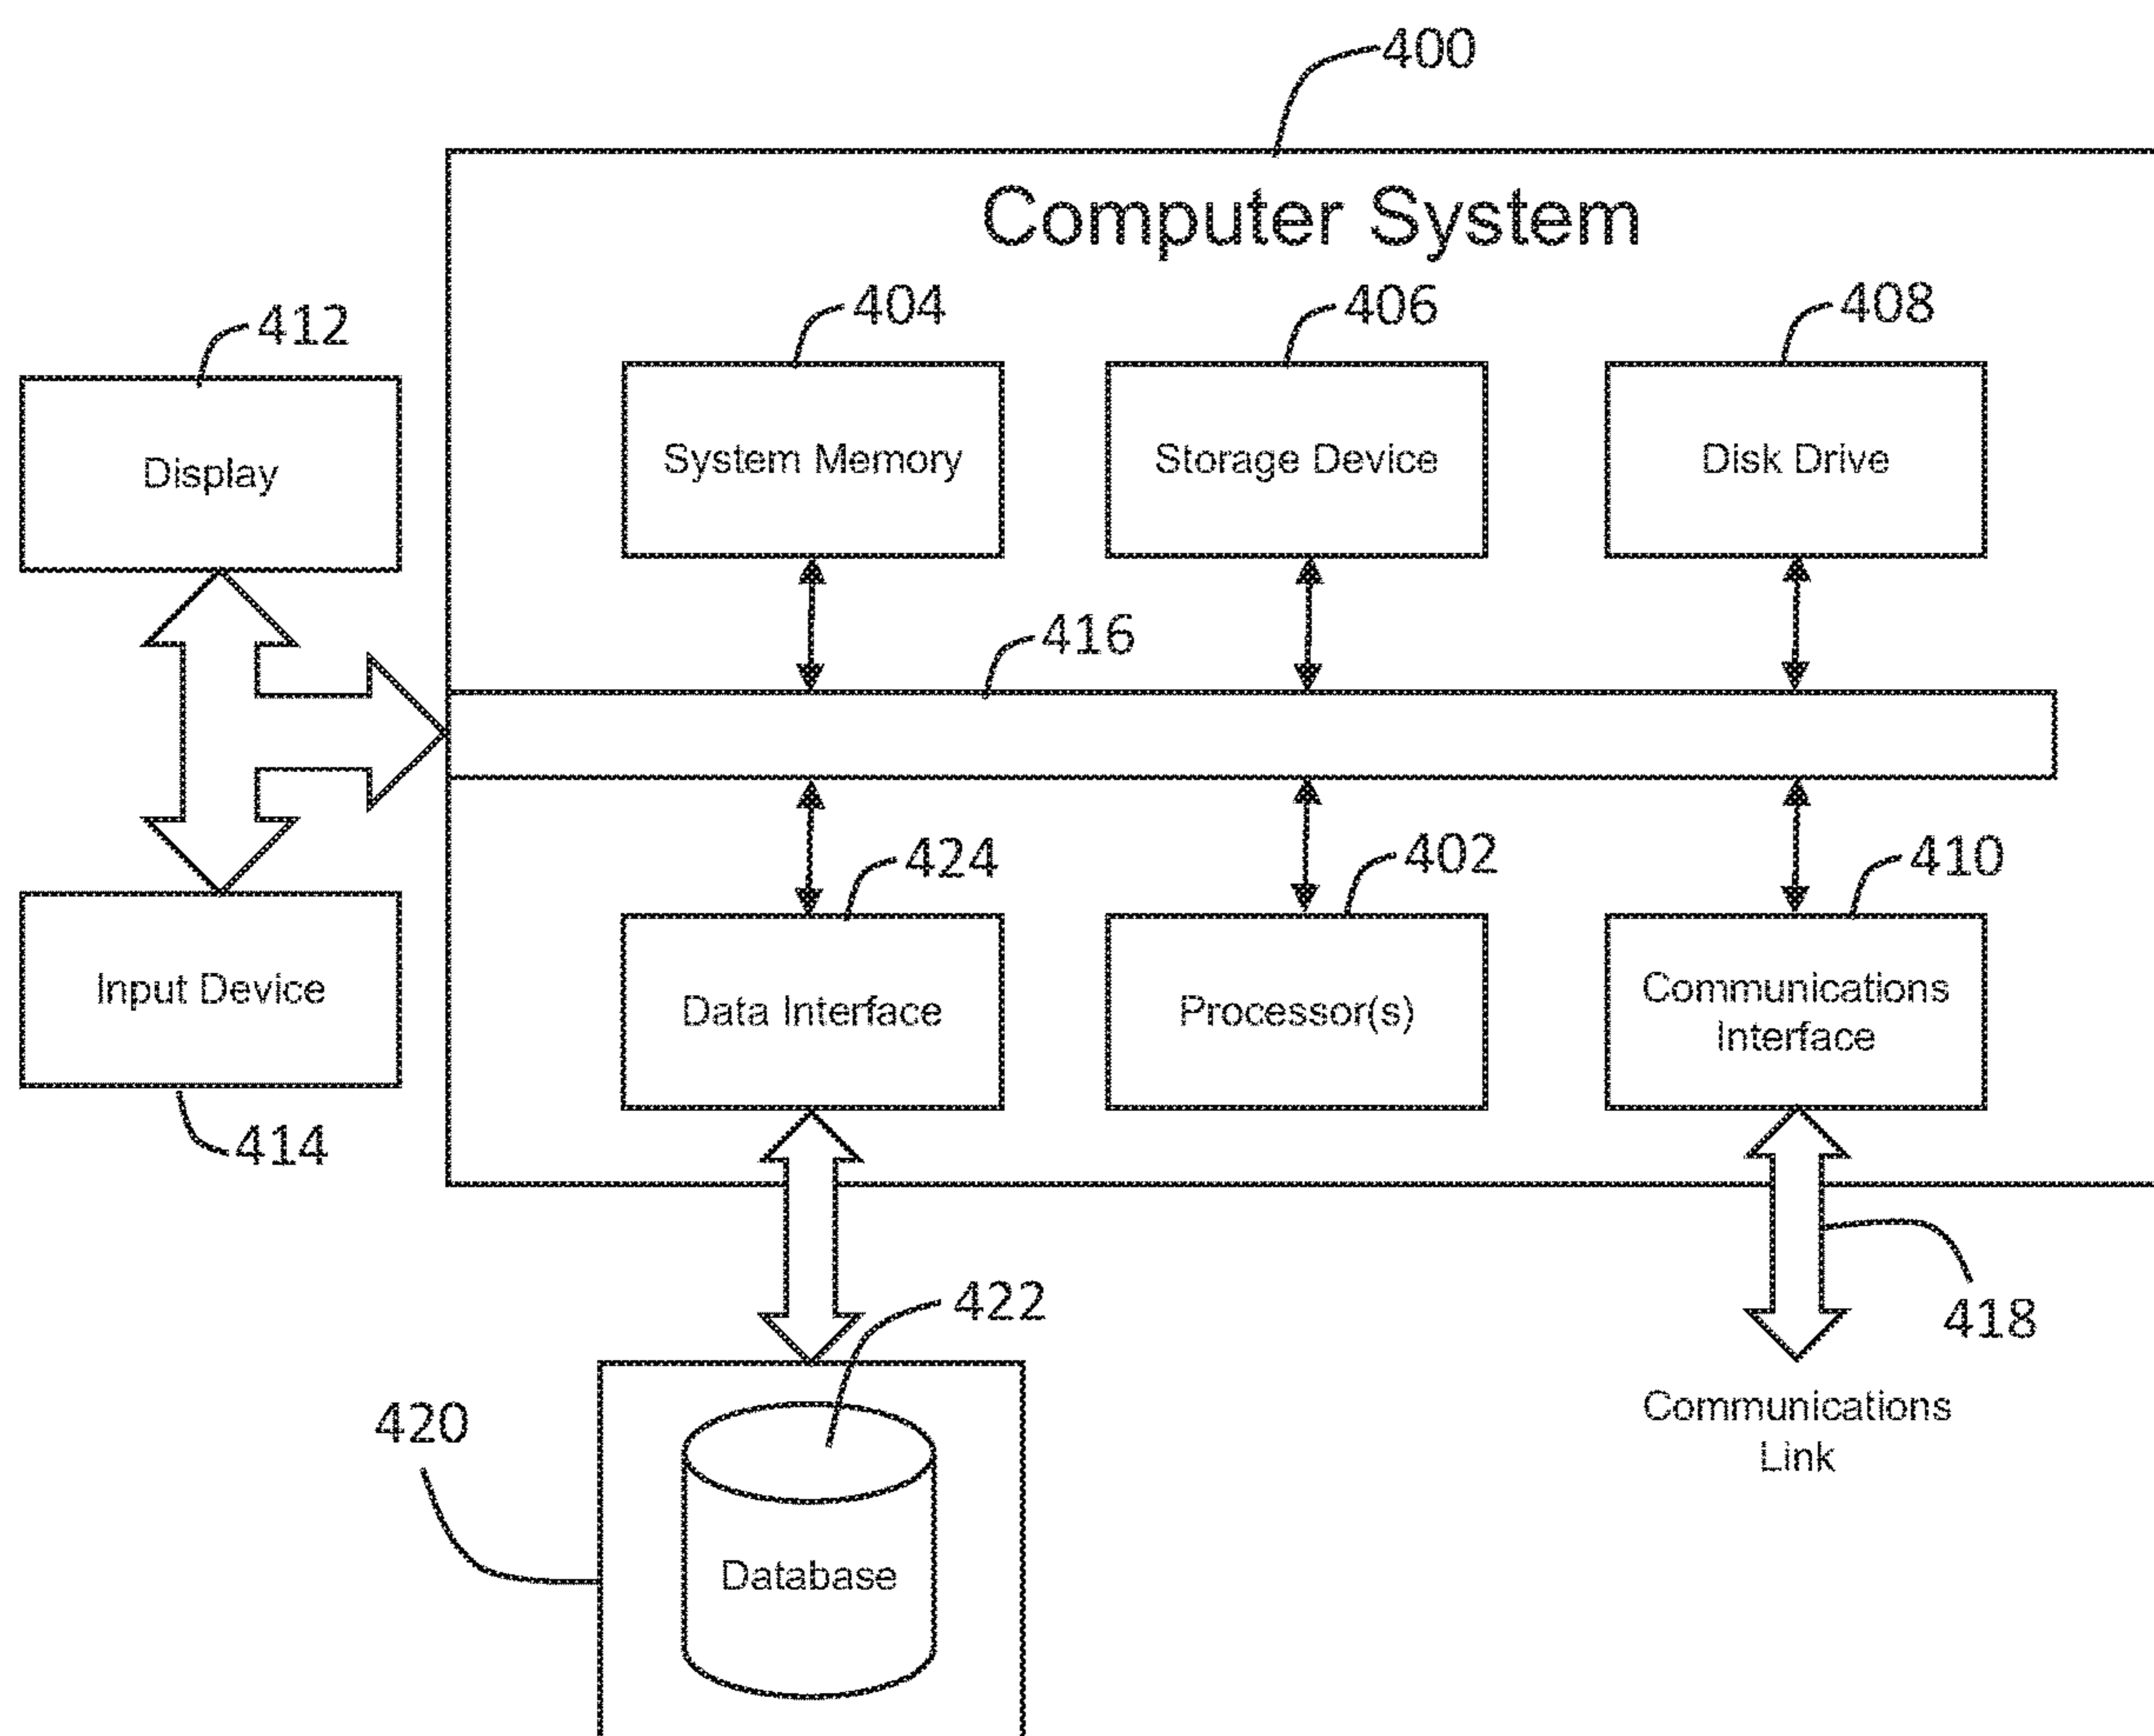 400
Computer System
412
404
406
408
Display
System Memory
Storage Device
Disk Drive
416
424
402
410
Input Device
Data Interface
Processor(s)
Communications
Interface
414
422
418
420
Communications
Link
Database